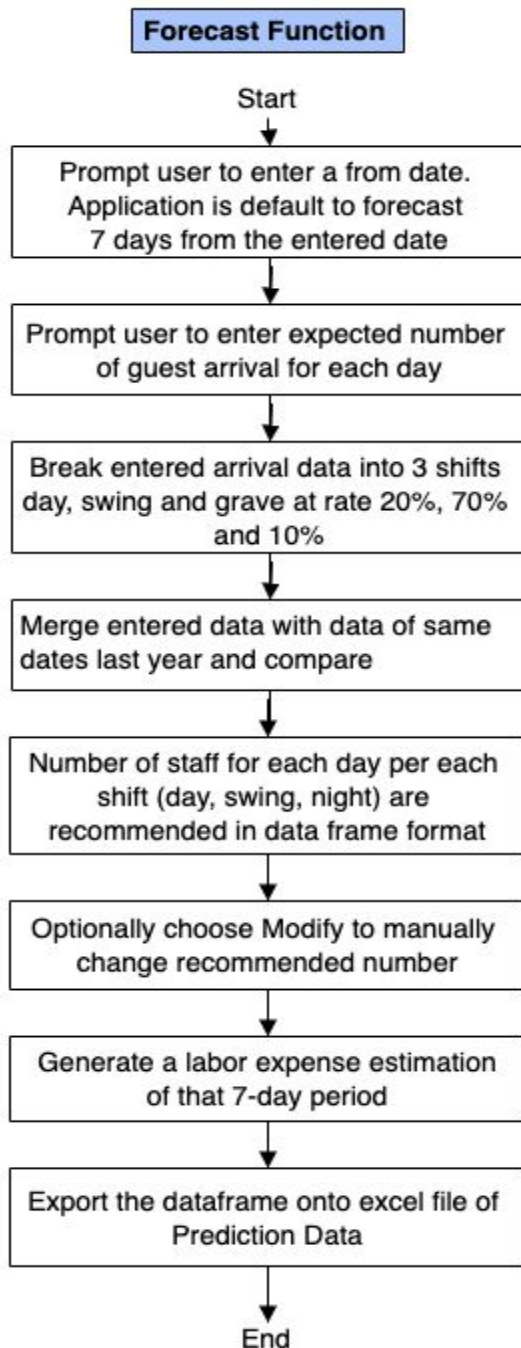 Forecast Function
Start
Prompt user to enter a from date.
Application is default to forecast
7 days from the entered date
Prompt user to enter expected number
of guest arrival for each day
Break entered arrival data into 3 shifts
day, swing and grave at rate 20%, 70%
and 10%
Merge entered data with data of same
dates last year and compare
Number of staff for each day per each
shift (day, swing, night) are
recommended in data frame format
Optionally choose Modify to manually
change recommended number
Generate a labor expense estimation
of that 7-day period
Export the dataframe onto excel file of
Prediction Data
End